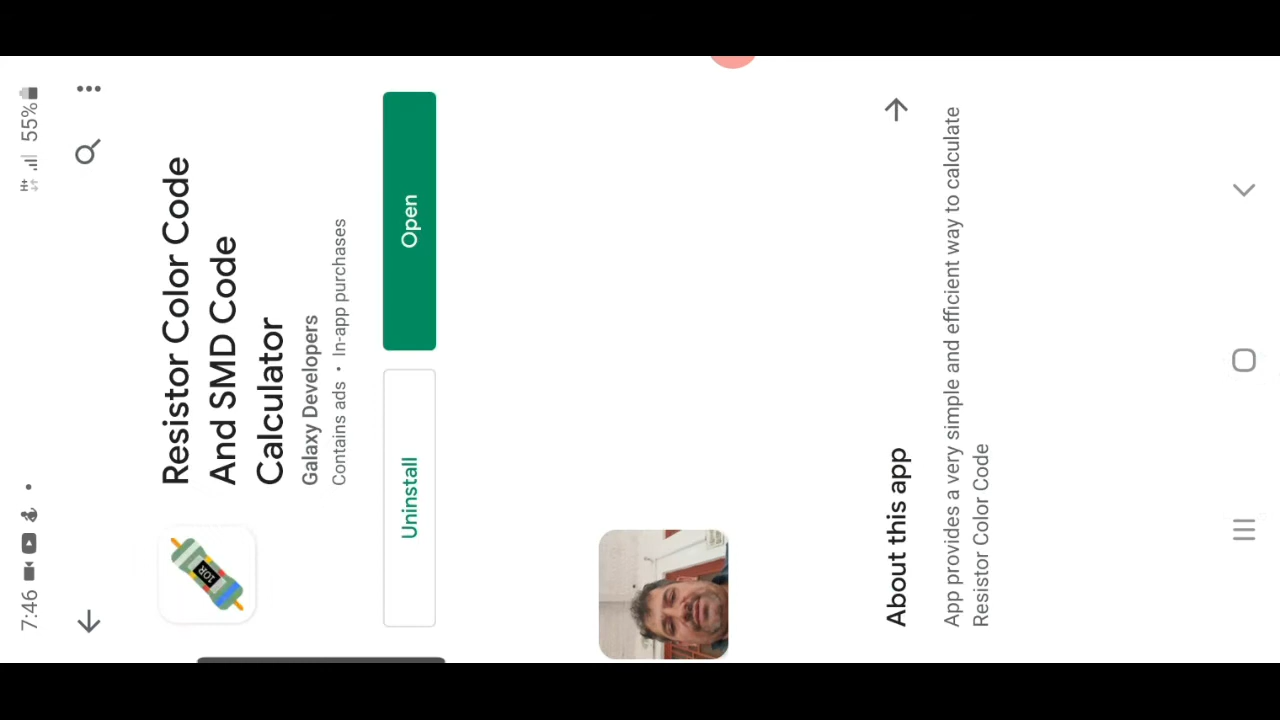 7:46
H+
55%
Resistor Color Code
And SMD Code
Calculator
Galaxy Developers
Contains ads • In-app purchases
10R
Uninstall
Open
About this app
App provides a very simple and efficient way to calculate
Resistor Color Code